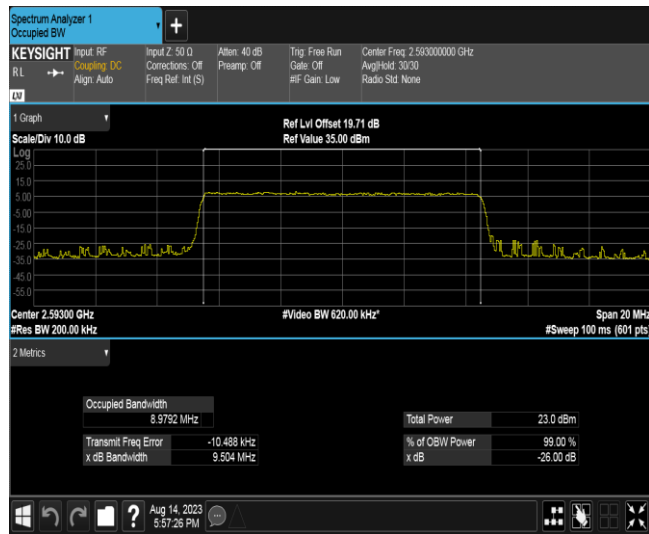 Spectrum Analyzer 1
Occupied BW
+
KEYSIGHT Input: RF Input Z: 50 Ω Atten: 40 dB Trig: Free Run Center Freq: 2.593000000 GHz
RL Coupling: DC Corrections: Off Preamp: Off Gate: Off Avg|Hold: 30/30
Align: Auto Freq Ref: Int (S) #IF Gain: Low Radio Std: None
LXI
1 Graph
Ref Lvl Offset 19.71 dB
Scale/Div 10.0 dB Ref Value 35.00 dBm
Log
25.0
15.0
5.00
-5.00
-15.0
-25.0
-35.0
-45.0
-55.0
Center 2.59300 GHz #Video BW 620.00 kHz* Span 20 MHz
#Res BW 200.00 kHz #Sweep 100 ms (601 pts)
2 Metrics
Occupied Bandwidth
8.9792 MHz Total Power 23.0 dBm
Transmit Freq Error -10.488 kHz % of OBW Power 99.00 %
x dB Bandwidth 9.504 MHz x dB -26.00 dB
? Aug 14, 2023
5:57:26 PM